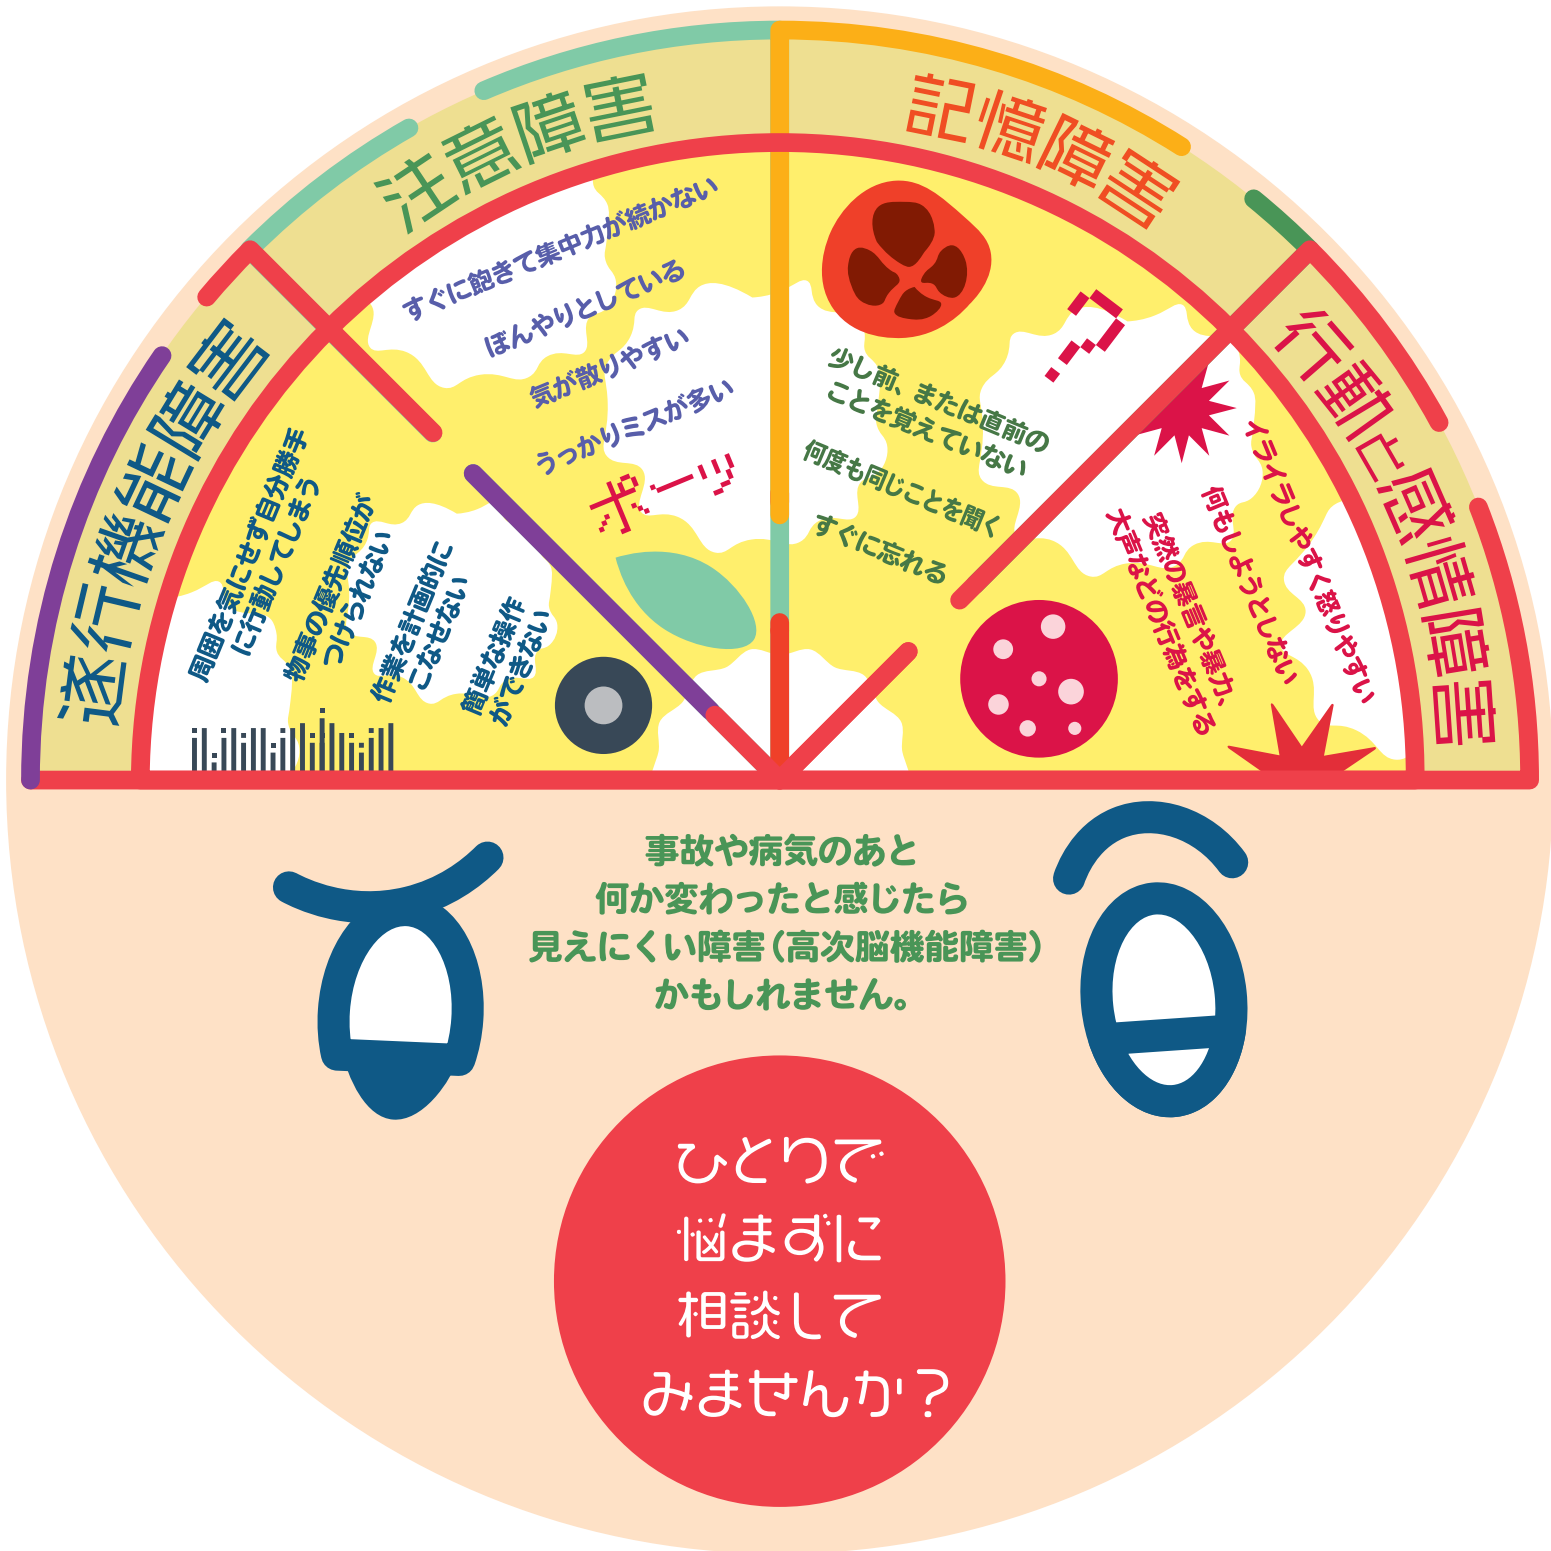 遂行機能障害
周囲を気にせず自分勝手
に行動してしまう
物事の優先順位が
つけられない
作業を計画的に
こなせない
簡単な操作
ができない
注意障害
すぐに飽きて集中力が続かない
ぼんやりとしている
気が散りやすい
うっかりミスが多い
ボーッ
記憶障害
?
少し前、または直前の
ことを覚えていない
何度も同じことを聞く
すぐに忘れる
行動と感情障害
イライラしやすく怒りやすい
何もしようとしない
突然の暴言や暴力、
大声などの行為をする
事故や病気のあと
何か変わったと感じたら
見えにくい障害(高次脳機能障害)
かもしれません。
ひとりで
悩まずに
相談して
みませんか?